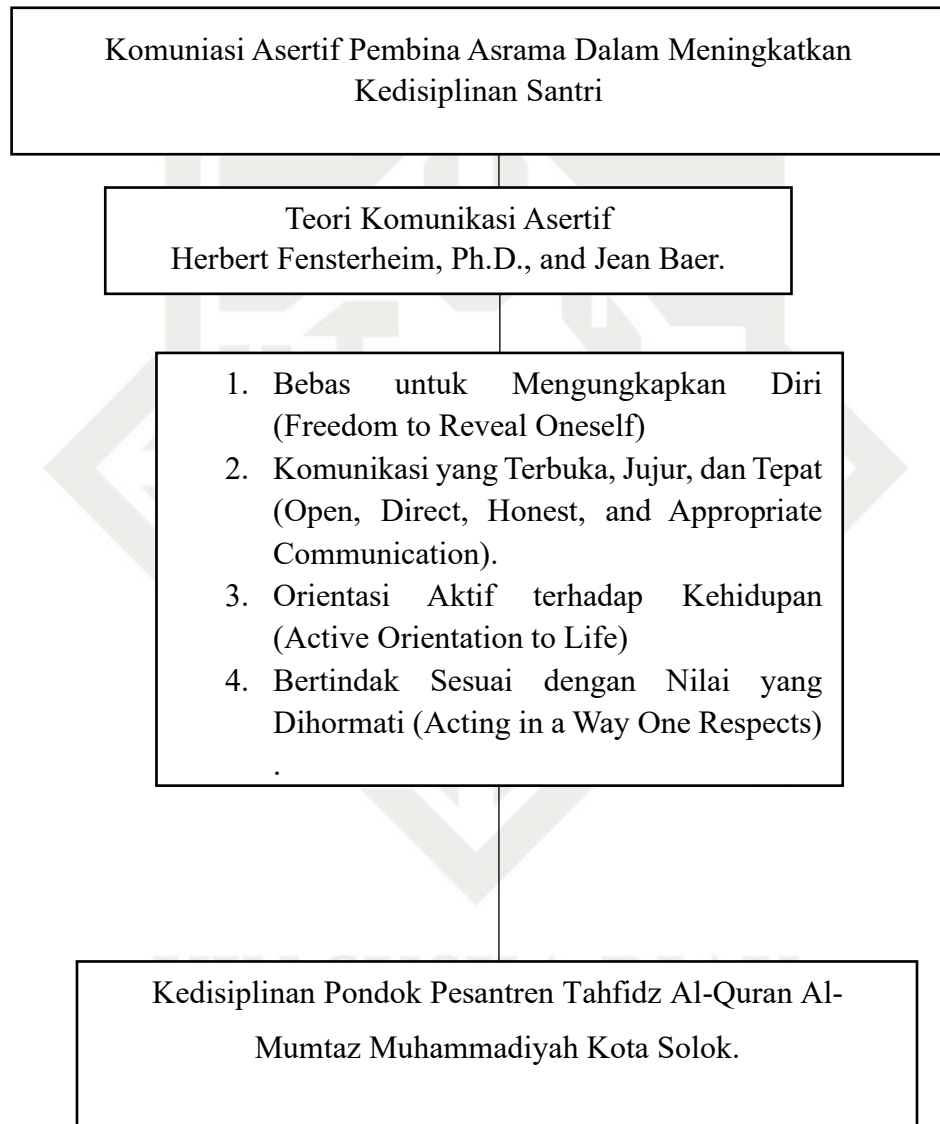 Komuniasi Asertif Pembina Asrama Dalam Meningkatkan
Kedisiplinan Santri
Teori Komunikasi Asertif
Herbert Fensterheim, Ph.D., and Jean Baer.
1. Bebas untuk Mengungkapkan Diri
(Freedom to Reveal Oneself)
2. Komunikasi yang Terbuka, Jujur, dan Tepat
(Open, Direct, Honest, and Appropriate
Communication).
3. Orientasi Aktif terhadap Kehidupan
(Active Orientation to Life)
4. Bertindak Sesuai dengan Nilai yang
Dihormati (Acting in a Way One Respects)
.
Kedisiplinan Pondok Pesantren Tahfidz Al-Quran Al-
Mumtaz Muhammadiyah Kota Solok.